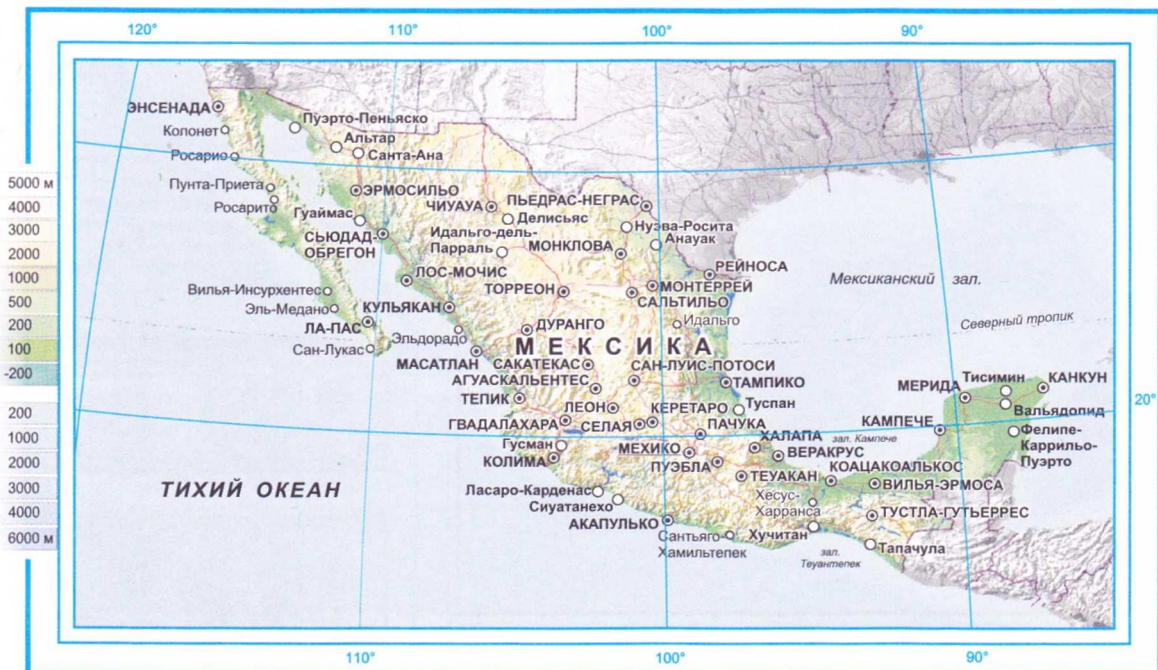 120°
110°
100°
90°
ЭНСЕНАДА
Пуэрто-Пеньяско
Колонет
Альтар
Санта-Ана
Росарио
5000 м
4000
3000
2000
1000
500
200
100
-200
200
1000
2000
3000
4000
6000 м
Пунта-Приета
Росарито
ЭРМОСИЛЬО
ЧИУАУА
ПЬЕДРАС-НЕГРАС
Гуаймас
Делисьяс
Нуэва-Росита
СЬЮДАД-
ОБРЕГОН
Идальго-дель-
Парраль
МОНКЛОВА
Анауак
ЛОС-МОЧИС
РЕЙНОСА
Мексиканский зал.
Вилья-Инсурхентес
ТОРРЕОН
МОНТЕРРЕЙ
САЛЬТИЛЬО
Эль-Медано
КУЛЬЯКАН
Идальго
Северный тропик
ЛА-ПАС
Эльдорадо
ДУРАНГО
Сан-Лукас
МЕКСИКА
МАСАТЛАН
САКАТЕКАС
САН-ЛУИС-ПОТОСИ
АГУАСКАЛЬЕНТЕС
ТАМПИКО
Тисимин
КАНКУН
МЕРИДА
ТЕПИК
ЛЕОН
КЕРЕТАРО
Туспан
Вальядолид
20°
ГВАДАЛАХАРА
СЕЛАЯ
ПАЧУКА
КАМПЕЧЕ
Фелипе-
Каррильо-
Пуэрто
Гусман
МЕХИКО
ХАЛАПА
зал. Кампече
ВЕРАКРУС
КОЛИМА
ПУЭБЛА
КОАЦАКОАЛЬКОС
ТИХИЙ ОКЕАН
ТЕУАКАН
ВИЛЬЯ-ЭРМОСА
Ласаро-Карденас
Сиуатанехо
Хесус-
Харранса
ТУСТЛА-ГУТЬЕРРЕС
АКАПУЛЬКО
Сантьяго-
Хамильтепек
Хучитан
зал.
Теуантепек
Тапачула
110°
100°
90°